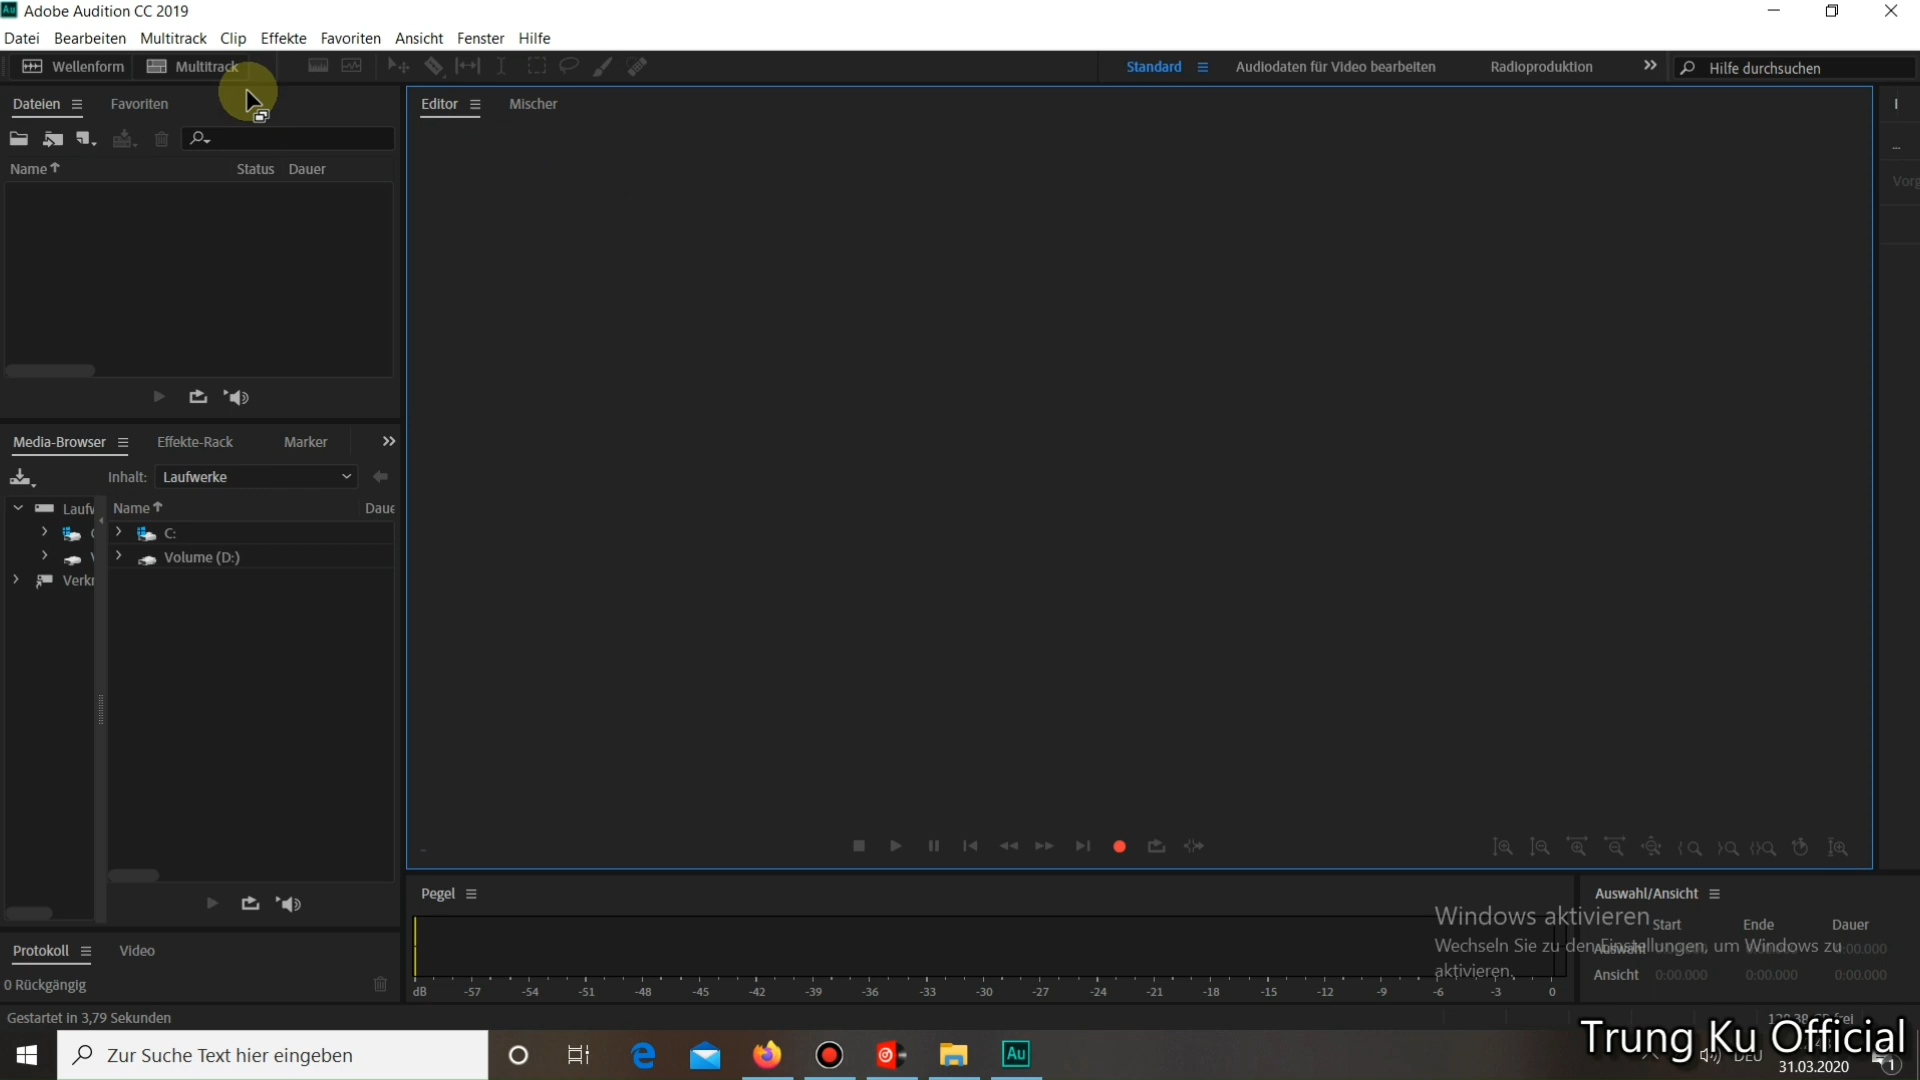 Au Adobe Audition CC 2019
Datei Bearbeiten Multitrack Clip Effekte Favoriten Ansicht Fenster Hilfe
Wellenform Multitrack Standard Audiodaten für Video bearbeiten Radioproduktion Hilfe durchsuchen
Dateien Favoriten
Editor Mischer
Name Status Dauer
Media-Browser Effekte-Rack Marker
Inhalt: Laufwerke
Name
C:
Volume (D:)
Pegel
dB -57 -54 -51 -48 -45 -42 -39 -36 -33 -30 -27 -24 -21 -18 -15 -12 -9 -6 -3 0
Auswahl/Ansicht
Start Ende Dauer
Auswahl
Ansicht 0:00.000 0:00.000 0:00.000
Windows aktivieren
Wechseln Sie zu den Einstellungen, um Windows zu
aktivieren.
Protokoll Video
0 Rückgängig
Gestartet in 3,79 Sekunden
Zur Suche Text hier eingeben
Au
Trung Ku Official
DEU
31.03.2020
1